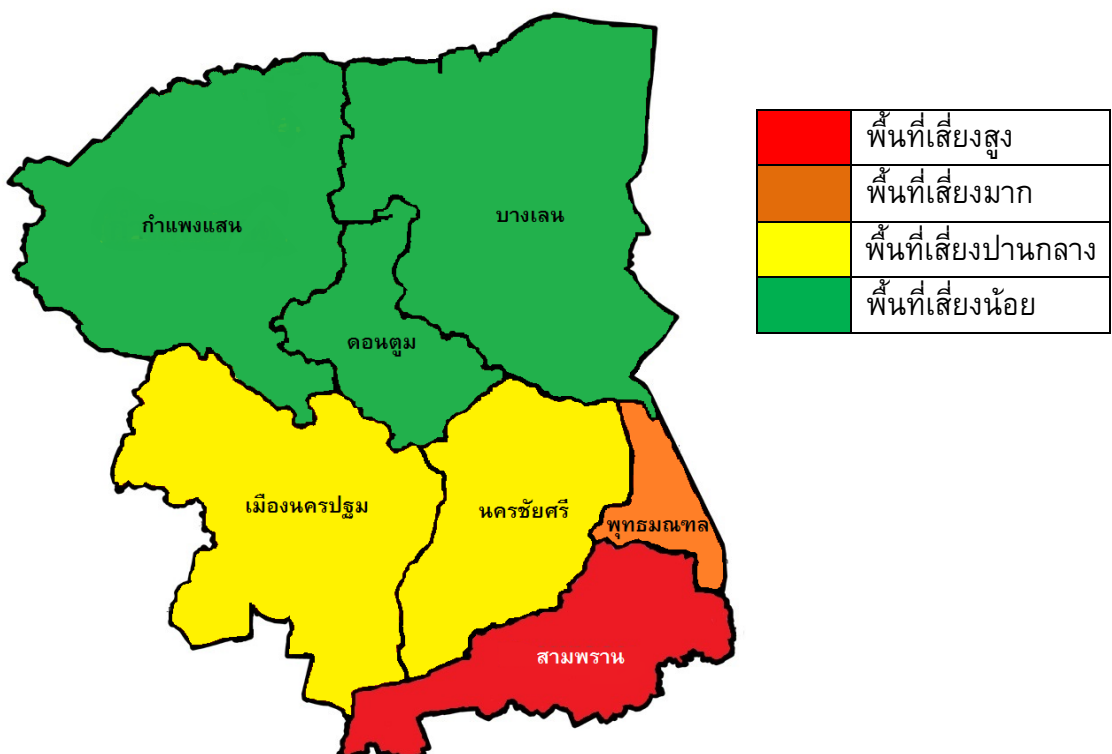 พื้นที่เสี่ยงสูง
พื้นที่เสี่ยงมาก
พื้นที่เสี่ยงปานกลาง
พื้นที่เสี่ยงน้อย
กำแพงแสน
บางเลน
ดอนตูม
เมืองนครปฐม
นครชัยศรี
พุทธมณฑล
สามพราน